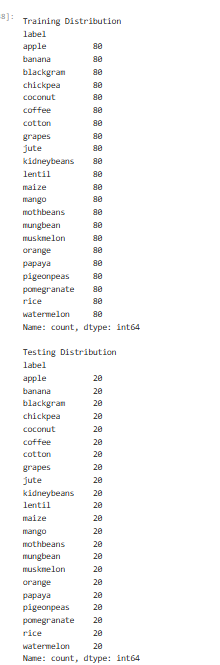 8]:
Training Distribution
label
apple 80
banana 80
blackgram 80
chickpea 80
coconut 80
coffee 80
cotton 80
grapes 80
jute 80
kidneybeans 80
lentil 80
maize 80
mango 80
mothbeans 80
mungbean 80
muskmelon 80
orange 80
papaya 80
pigeonpeas 80
pomegranate 80
rice 80
watermelon 80
Name: count, dtype: int64
Testing Distribution
label
apple 20
banana 20
blackgram 20
chickpea 20
coconut 20
coffee 20
cotton 20
grapes 20
jute 20
kidneybeans 20
lentil 20
maize 20
mango 20
mothbeans 20
mungbean 20
muskmelon 20
orange 20
papaya 20
pigeonpeas 20
pomegranate 20
rice 20
watermelon 20
Name: count, dtype: int64